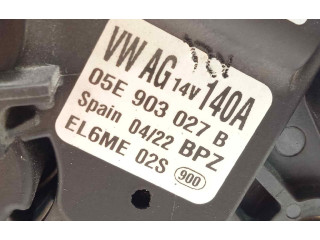 VW AG 14V 140A
05E 903 027 B
Spain 04/22 BPZ
EL6ME 02S 900